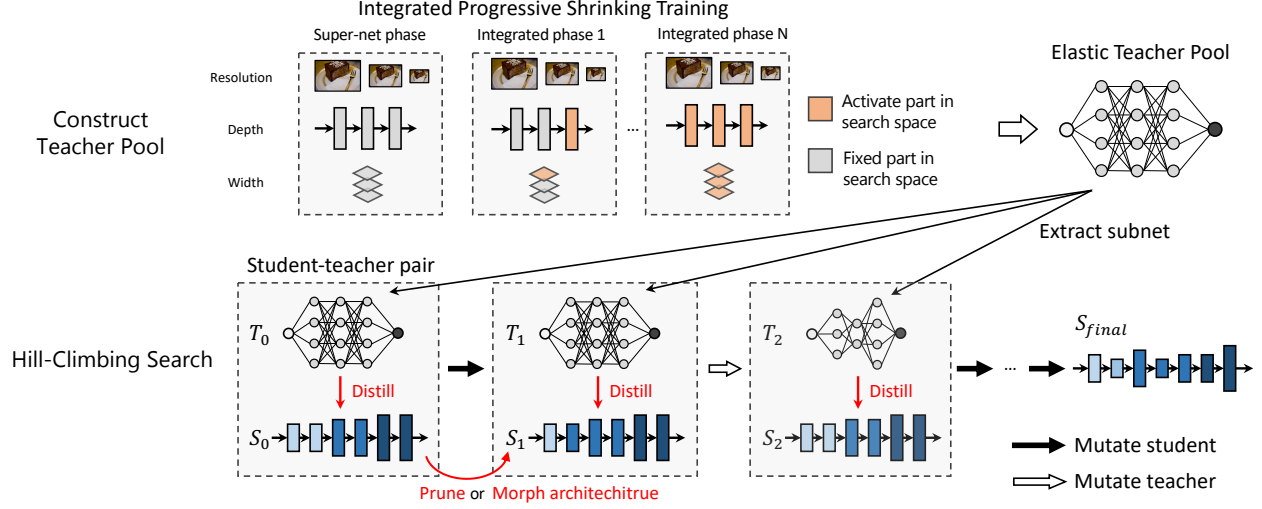 Integrated Progressive Shrinking Training
Super-net phase
Integrated phase 1
Integrated phase N
Elastic Teacher Pool
Resolution
Construct
Teacher Pool
Depth
...
Activate part in
search space
Fixed part in
search space
Width
Extract subnet
Student-teacher pair
Hill-Climbing Search
T0
T1
T2
Sfinal
Distill
Distill
Distill
...
S0
S1
S2
Mutate student
Prune or Morph architechitrue
Mutate teacher